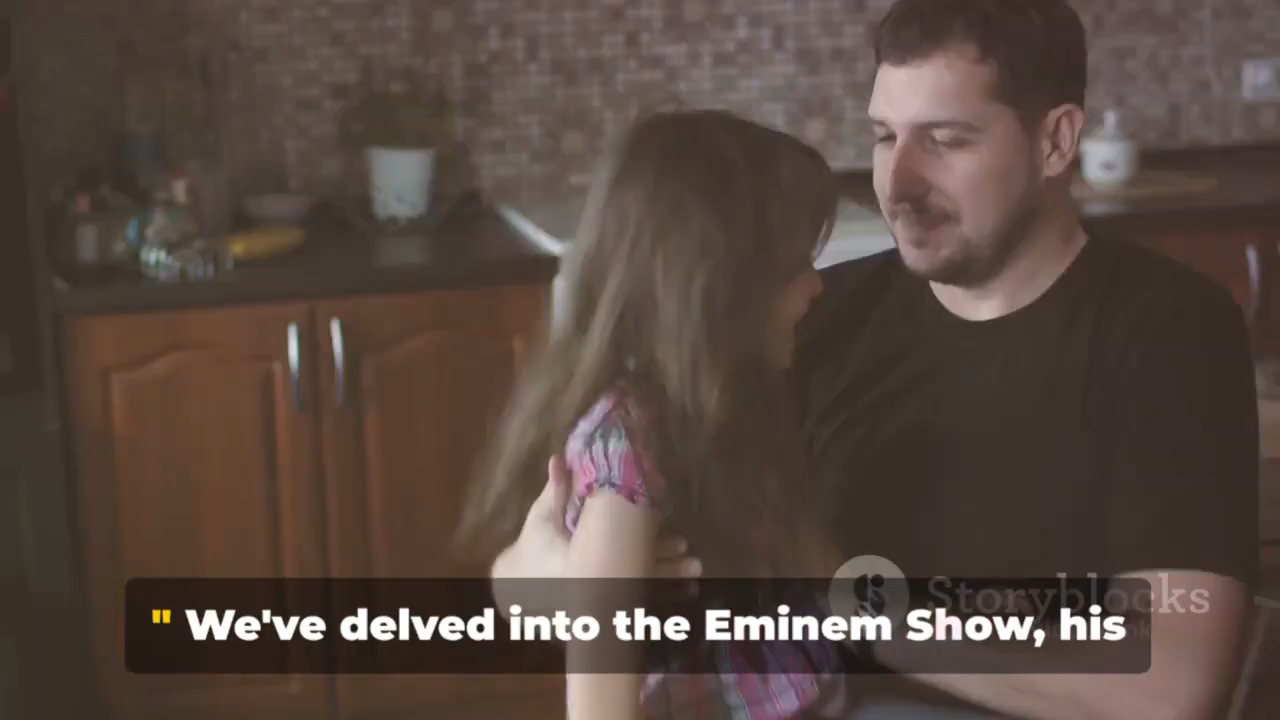 Storyblocks
" We've delved into the Eminem Show, his